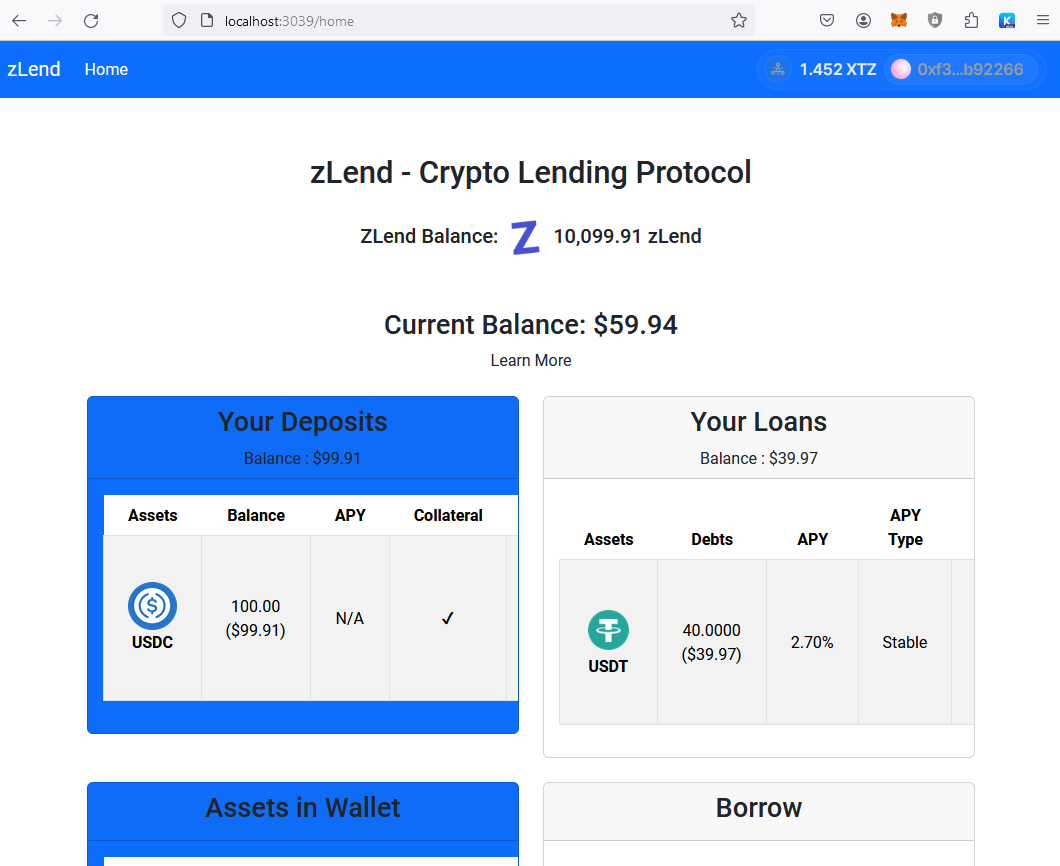 localhost:3039/home
zLend Home 1.452 XTZ 0xf3...b92266
zLend - Crypto Lending Protocol
ZLend Balance: Z 10,099.91 zLend
Current Balance: $59.94
Learn More
Your Deposits
Balance : $99.91
Assets Balance APY Collateral
USDC 100.00 ($99.91) N/A ✓
Your Loans
Balance : $39.97
Assets Debts APY APY Type
USDT 40.0000 ($39.97) 2.70% Stable
Assets in Wallet
Borrow